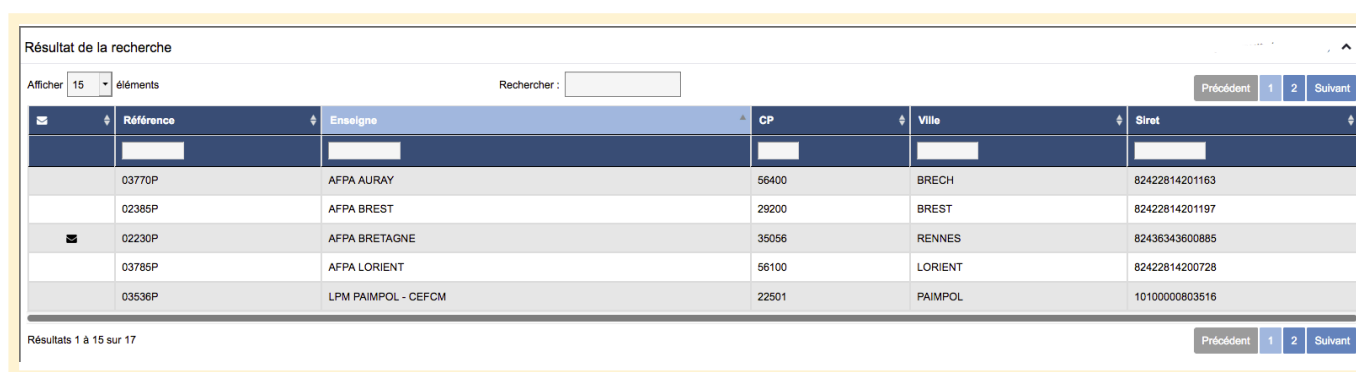 Résultat de la recherche
Afficher 15 éléments Rechercher : Précédent 1 2 Suivant
Référence Enseigne CP Ville Siret
03770P AFPA AURAY 56400 BRECH 82422814201163
02385P AFPA BREST 29200 BREST 82422814201197
02230P AFPA BRETAGNE 35056 RENNES 82436343600885
03785P AFPA LORIENT 56100 LORIENT 82422814200728
03536P LPM PAIMPOL - CEFCM 22501 PAIMPOL 10100000803516
Résultats 1 à 15 sur 17 Précédent 1 2 Suivant